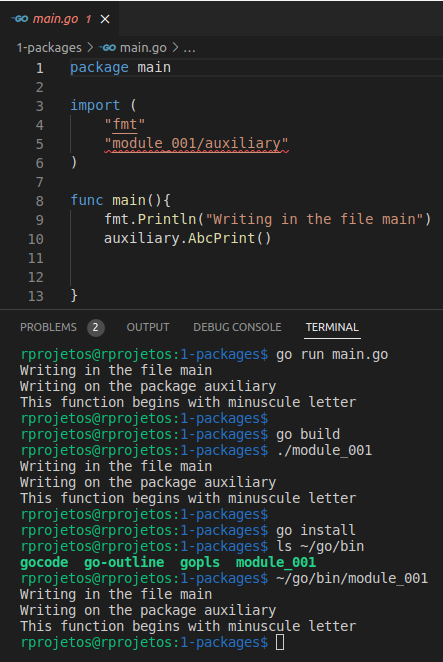 main.go 1 ×
1-packages > main.go > ...
1 package main
2
3 import (
4 "fmt"
5 "module_001/auxiliary"
6 )
7
8 func main(){
9 fmt.Println("Writing in the file main")
10 auxiliary.AbcPrint()
11
12
13 }
PROBLEMS 2 OUTPUT DEBUG CONSOLE TERMINAL
rprojetos@rprojetos:1-packages$ go run main.go
Writing in the file main
Writing on the package auxiliary
This function begins with minuscule letter
rprojetos@rprojetos:1-packages$
rprojetos@rprojetos:1-packages$ go build
rprojetos@rprojetos:1-packages$ ./module_001
Writing in the file main
Writing on the package auxiliary
This function begins with minuscule letter
rprojetos@rprojetos:1-packages$
rprojetos@rprojetos:1-packages$ go install
rprojetos@rprojetos:1-packages$ ls ~/go/bin
gocode go-outline gopls module_001
rprojetos@rprojetos:1-packages$ ~/go/bin/module_001
Writing in the file main
Writing on the package auxiliary
This function begins with minuscule letter
rprojetos@rprojetos:1-packages$